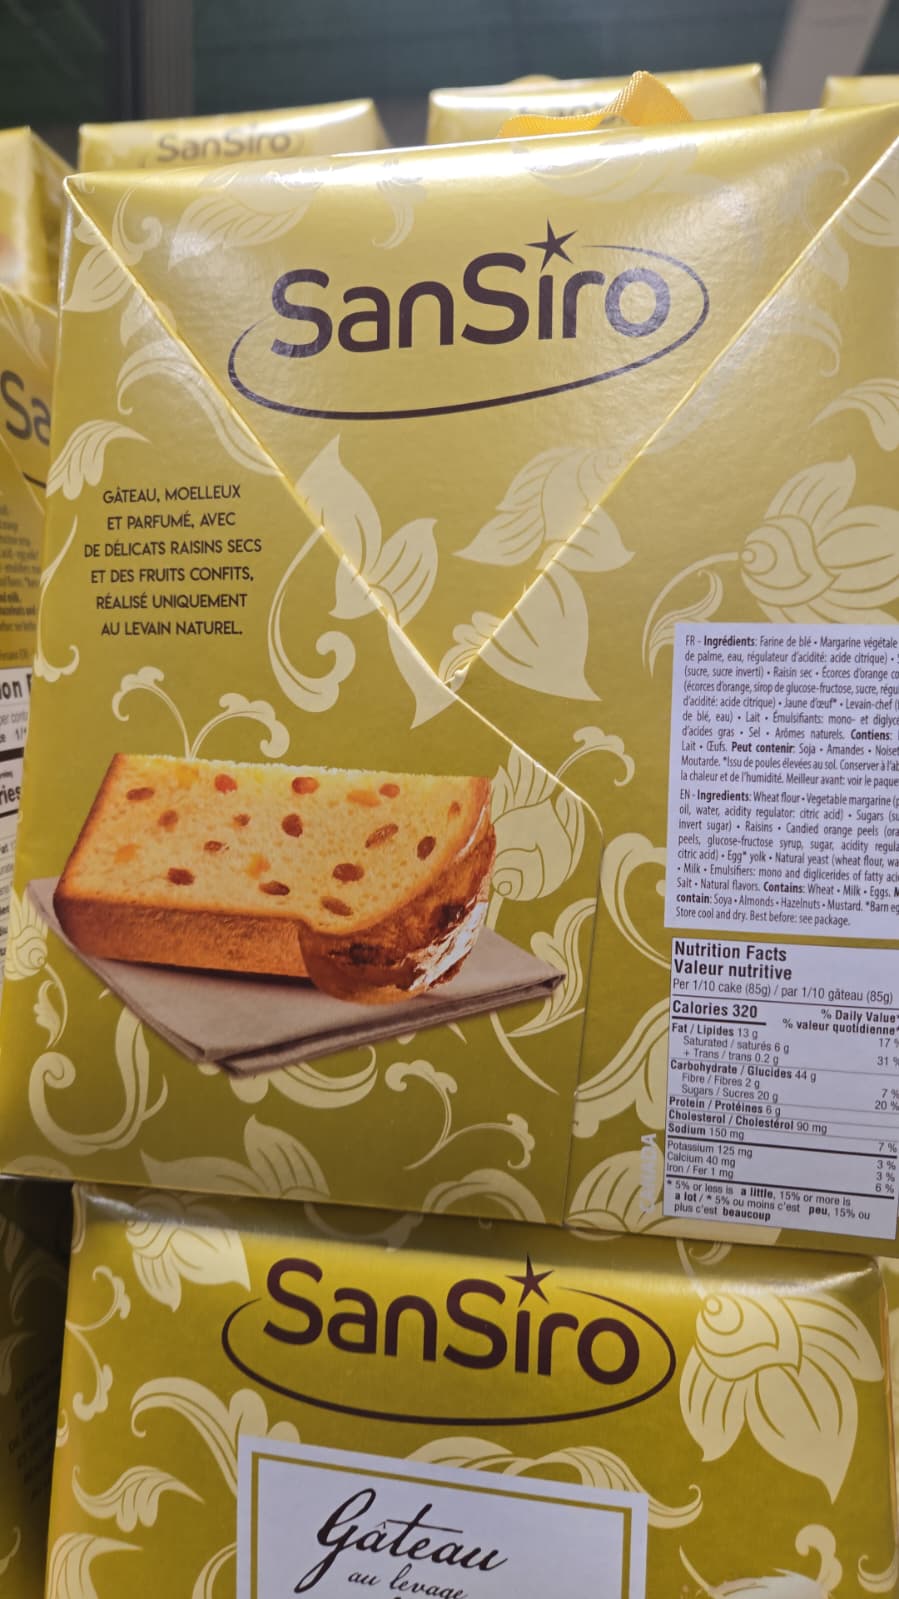 SanSiro
SanSiro
GÂTEAU, MOELLEUX
ET PARFUMÉ, AVEC
DE DÉLICATS RAISINS SECS
ET DES FRUITS CONFITS,
RÉALISÉ UNIQUEMENT
AU LEVAIN NATUREL.
FR - Ingrédients: Farine de blé • Margarine végétale
de palme, eau, régulateur d'acidité: acide citrique) •
(sucre, sucre inverti) • Raisin sec • Écorces d'orange
(écorces d'orange, sirop de glucose-fructose, sucre,
d'acidité: acide citrique) • Jaune d'œuf* • Levain-chef
de blé, eau) • Lait • Émulsifiants: mono- et
d'acides gras • Sel • Arômes naturels. Contiens:
Lait • Œufs. Peut contenir: Soja • Amandes •
Moutarde. *Issu de poules élevées au sol. Conserver à
la chaleur et de l'humidité. Meilleur avant: voir le
EN - Ingredients: Wheat flour • Vegetable margarine
oil, water, acidity regulator: citric acid) • Sugars
invert sugar) • Raisins • Candied orange peels
peels, glucose-fructose syrup, sugar, acidity
citric acid) • Egg* yolk • Natural yeast (wheat flour,
• Milk • Emulsifiers: mono and diglicerides of fatty
Salt • Natural flavors. Contains: Wheat • Milk • Eggs.
contain: Soya • Almonds • Hazelnuts • Mustard. *Barn
Store cool and dry. Best before: see package.
Nutrition Facts
Valeur nutritive
Per 1/10 cake (85g) / par 1/10 gâteau (85g)
Calories 320
% Daily Value*
% valeur quotidienne*
Fat / Lipides 13 g 17 %
Saturated / saturés 6 g
+ Trans / trans 0.2 g 31 %
Carbohydrate / Glucides 44 g
Fibre / Fibres 2 g 7 %
Sugars / Sucres 20 g 20 %
Protein / Protéines 6 g
Cholesterol / Cholestérol 90 mg
Sodium 150 mg 7 %
Potassium 125 mg 3 %
Calcium 40 mg 3 %
Iron / Fer 1 mg 6 %
* 5% or less is a little, 15% or more is
a lot / * 5% ou moins c'est peu, 15% ou
plus c'est beaucoup
CANADA
SanSiro
Gâteau
au levage